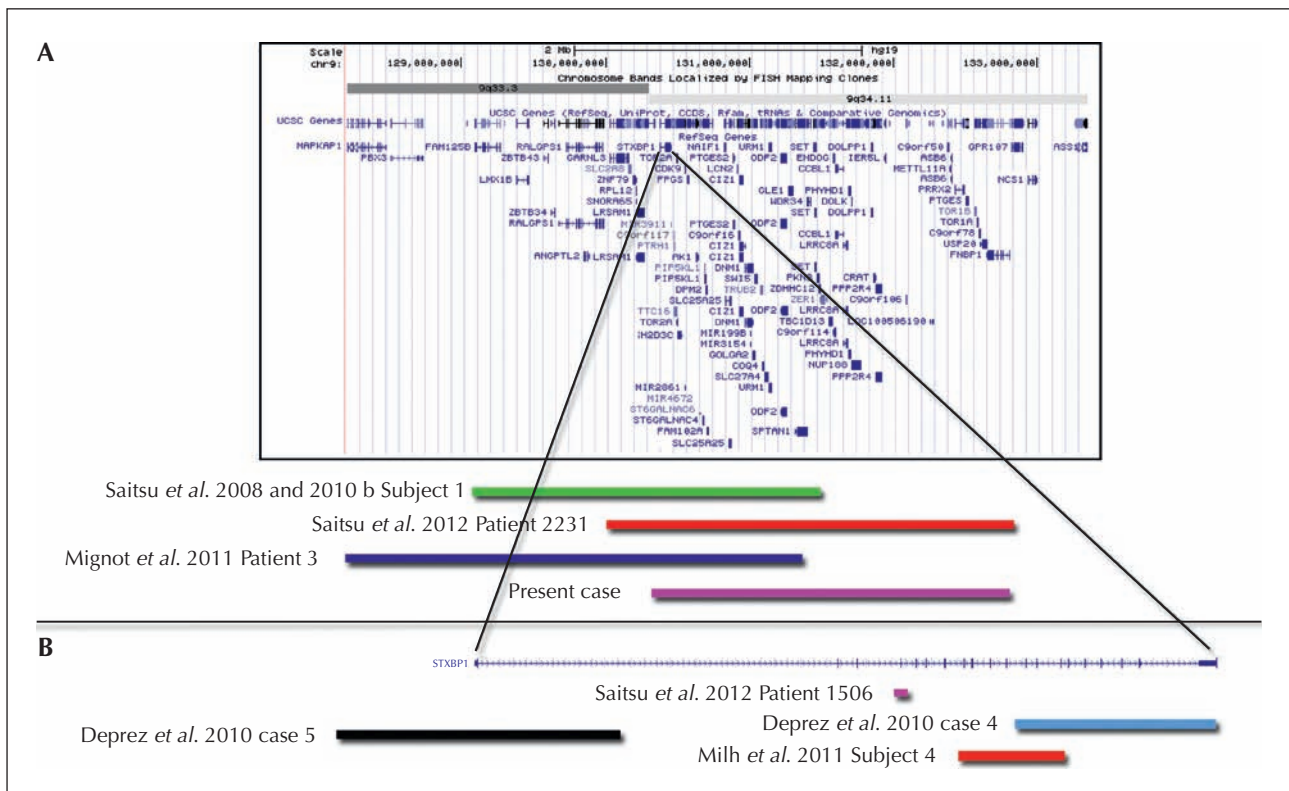 A
Scale 2 Mb hg19
chr9: 129,000,000 130,000,000 131,000,000 132,000,000 133,000,000
Chromosome Bands Localized by FISH Mapping Clones
9q33.3 9q34.11
UCSC Genes (RefSeq, UniProt, CCDS, Rfam, tRNAs & Comparative Genomics)
UCSC Genes
RefSeq Genes
MAPKAP1 FAM125B RALGPS1 STXBP1 NAIF1 URM1 SET DOLPP1 C9orf50 GPR107 ASS1
PBX3 ZBTB43 GARNL3 TOR2A PTGES2 ODF2 ENDOG IER5L ASB6
SLC2A8 CDK9 LCN2 CCBL1 METTL11A
LMX1B ZNF79 FPGS CIZ1 ASB6 NCS1
RPL12 GLE1 PHYHD1 PRRX2
SNORA65 WDR34 DOLK PTGES
ZBTB34 LRSAM1 SET DOLPP1 TOR1B
RALGPS1 MIR3911 PTGES2 ODF2 TOR1A
C9orf117 C9orf16 CCBL1 C9orf78
PTRH1 CIZ1 LRRC8A USP20
ANGPTL2 LRSAM1 AK1 CIZ1 FNBP1
PIP5KL1 DNM1 SET
PIP5KL1 SWI5 CRAT
DPM2 TRUB2 ZDHHC12 PPP2R4
SLC25A25 ZER1 C9orf106
TTC16 CIZ1 ODF2 LRRC8A
TOR2A DNM1 TBC1D13 LOC100506190
SH2D3C MIR199B C9orf114
MIR3154 LRRC8A
GOLGA2 PHYHD1
COQ4 NUP188
SLC27A4 PPP2R4
MIR2861 URM1
MIR4672
ST6GALNAC6 ODF2
ST6GALNAC4
FAM102A SPTAN1
SLC25A25
Saitsu et al. 2008 and 2010 b Subject 1
Saitsu et al. 2012 Patient 2231
Mignot et al. 2011 Patient 3
Present case
B
STXBP1
Saitsu et al. 2012 Patient 1506
Deprez et al. 2010 case 5
Deprez et al. 2010 case 4
Milh et al. 2011 Subject 4